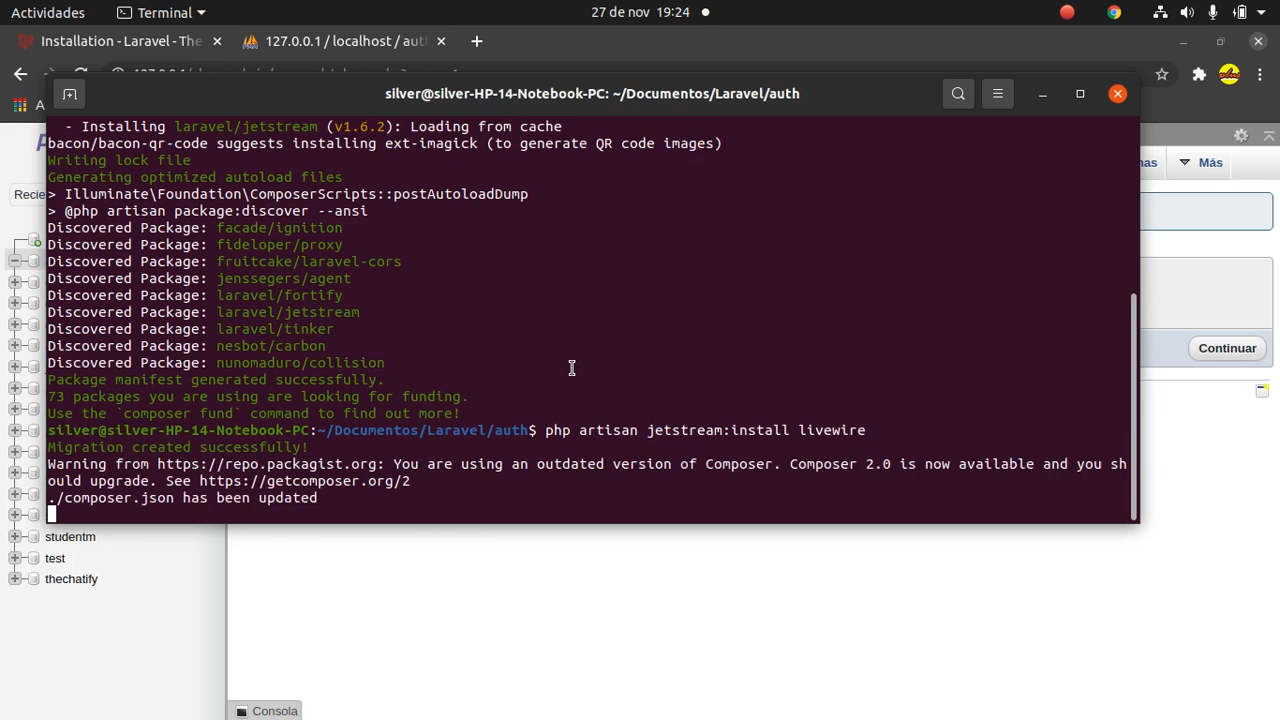 Actividades
Terminal
27 de nov 19:24
Installation - Laravel - The
127.0.0.1 / localhost / aut
silver@silver-HP-14-Notebook-PC: ~/Documentos/Laravel/auth
- Installing laravel/jetstream (v1.6.2): Loading from cache
bacon/bacon-qr-code suggests installing ext-imagick (to generate QR code images)
Writing lock file
Generating optimized autoload files
> Illuminate\Foundation\ComposerScripts::postAutoloadDump
> @php artisan package:discover --ansi
Discovered Package: facade/ignition
Discovered Package: fideloper/proxy
Discovered Package: fruitcake/laravel-cors
Discovered Package: jenssegers/agent
Discovered Package: laravel/fortify
Discovered Package: laravel/jetstream
Discovered Package: laravel/tinker
Discovered Package: nesbot/carbon
Discovered Package: nunomaduro/collision
Package manifest generated successfully.
73 packages you are using are looking for funding.
Use the `composer fund` command to find out more!
silver@silver-HP-14-Notebook-PC:~/Documentos/Laravel/auth$ php artisan jetstream:install livewire
Migration created successfully!
Warning from https://repo.packagist.org: You are using an outdated version of Composer. Composer 2.0 is now available and you sh
ould upgrade. See https://getcomposer.org/2
./composer.json has been updated
Recie
nas
Más
Continuar
studentm
test
thechatify
Consola